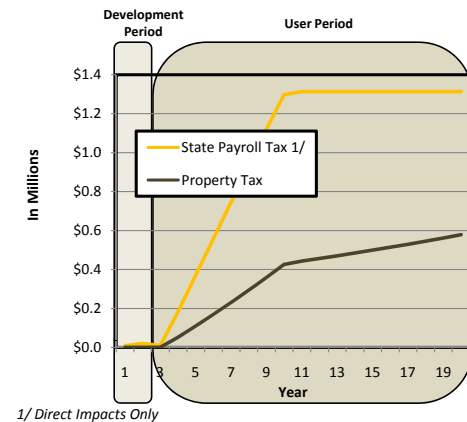 Development
Period
User Period
$1.4
$1.2
$1.0
$0.8
$0.6
$0.4
$0.2
$0.0
In Millions
State Payroll Tax 1/
Property Tax
1 3 5 7 9 11 13 15 17 19
Year
1/ Direct Impacts Only